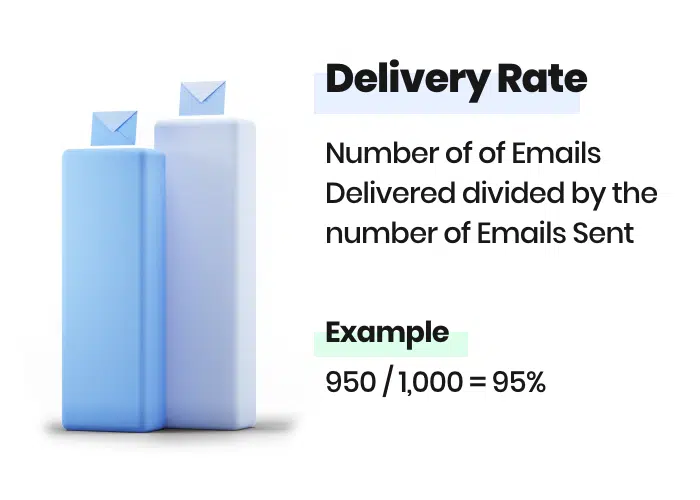 Delivery Rate
Number of of Emails
Delivered divided by the
number of Emails Sent
Example
950 / 1,000 = 95%